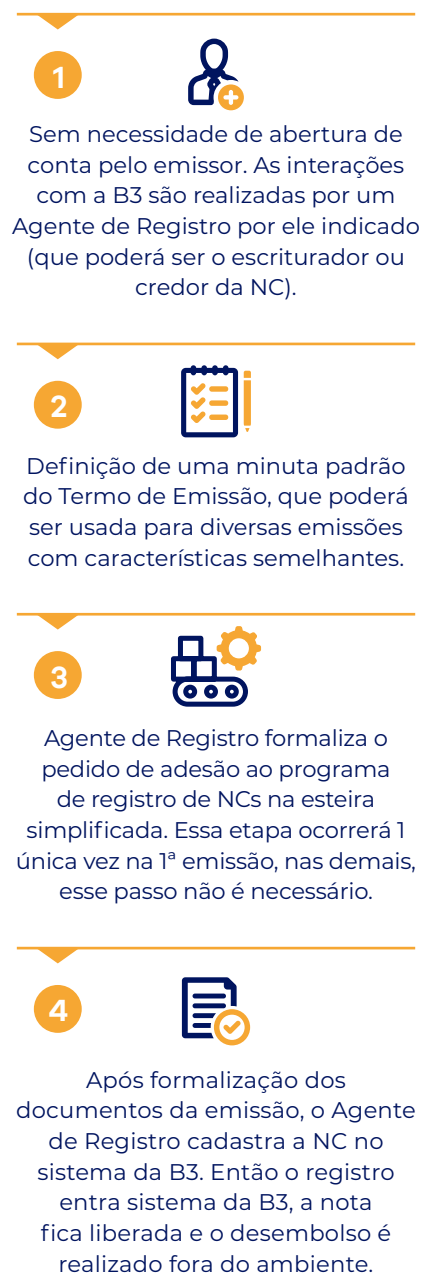 1
Sem necessidade de abertura de
conta pelo emissor. As interações
com a B3 são realizadas por um
Agente de Registro por ele indicado
(que poderá ser o escriturador ou
credor da NC).
2
Definição de uma minuta padrão
do Termo de Emissão, que poderá
ser usada para diversas emissões
com características semelhantes.
3
Agente de Registro formaliza o
pedido de adesão ao programa
de registro de NCs na esteira
simplificada. Essa etapa ocorrerá 1
única vez na 1ª emissão, nas demais,
esse passo não é necessário.
4
Após formalização dos
documentos da emissão, o Agente
de Registro cadastra a NC no
sistema da B3. Então o registro
entra sistema da B3, a nota
fica liberada e o desembolso é
realizado fora do ambiente.